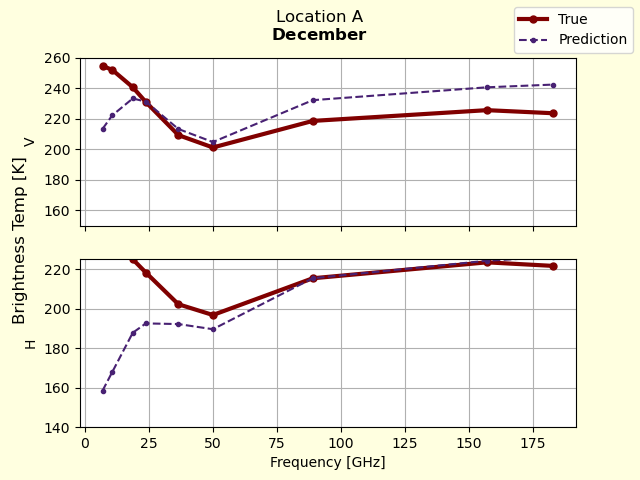 Location A
December
True
Prediction
260
240
220
200
180
160
V
Brightness Temp [K]
220
200
180
160
140
H
0
25
50
75
100
125
150
175
Frequency [GHz]